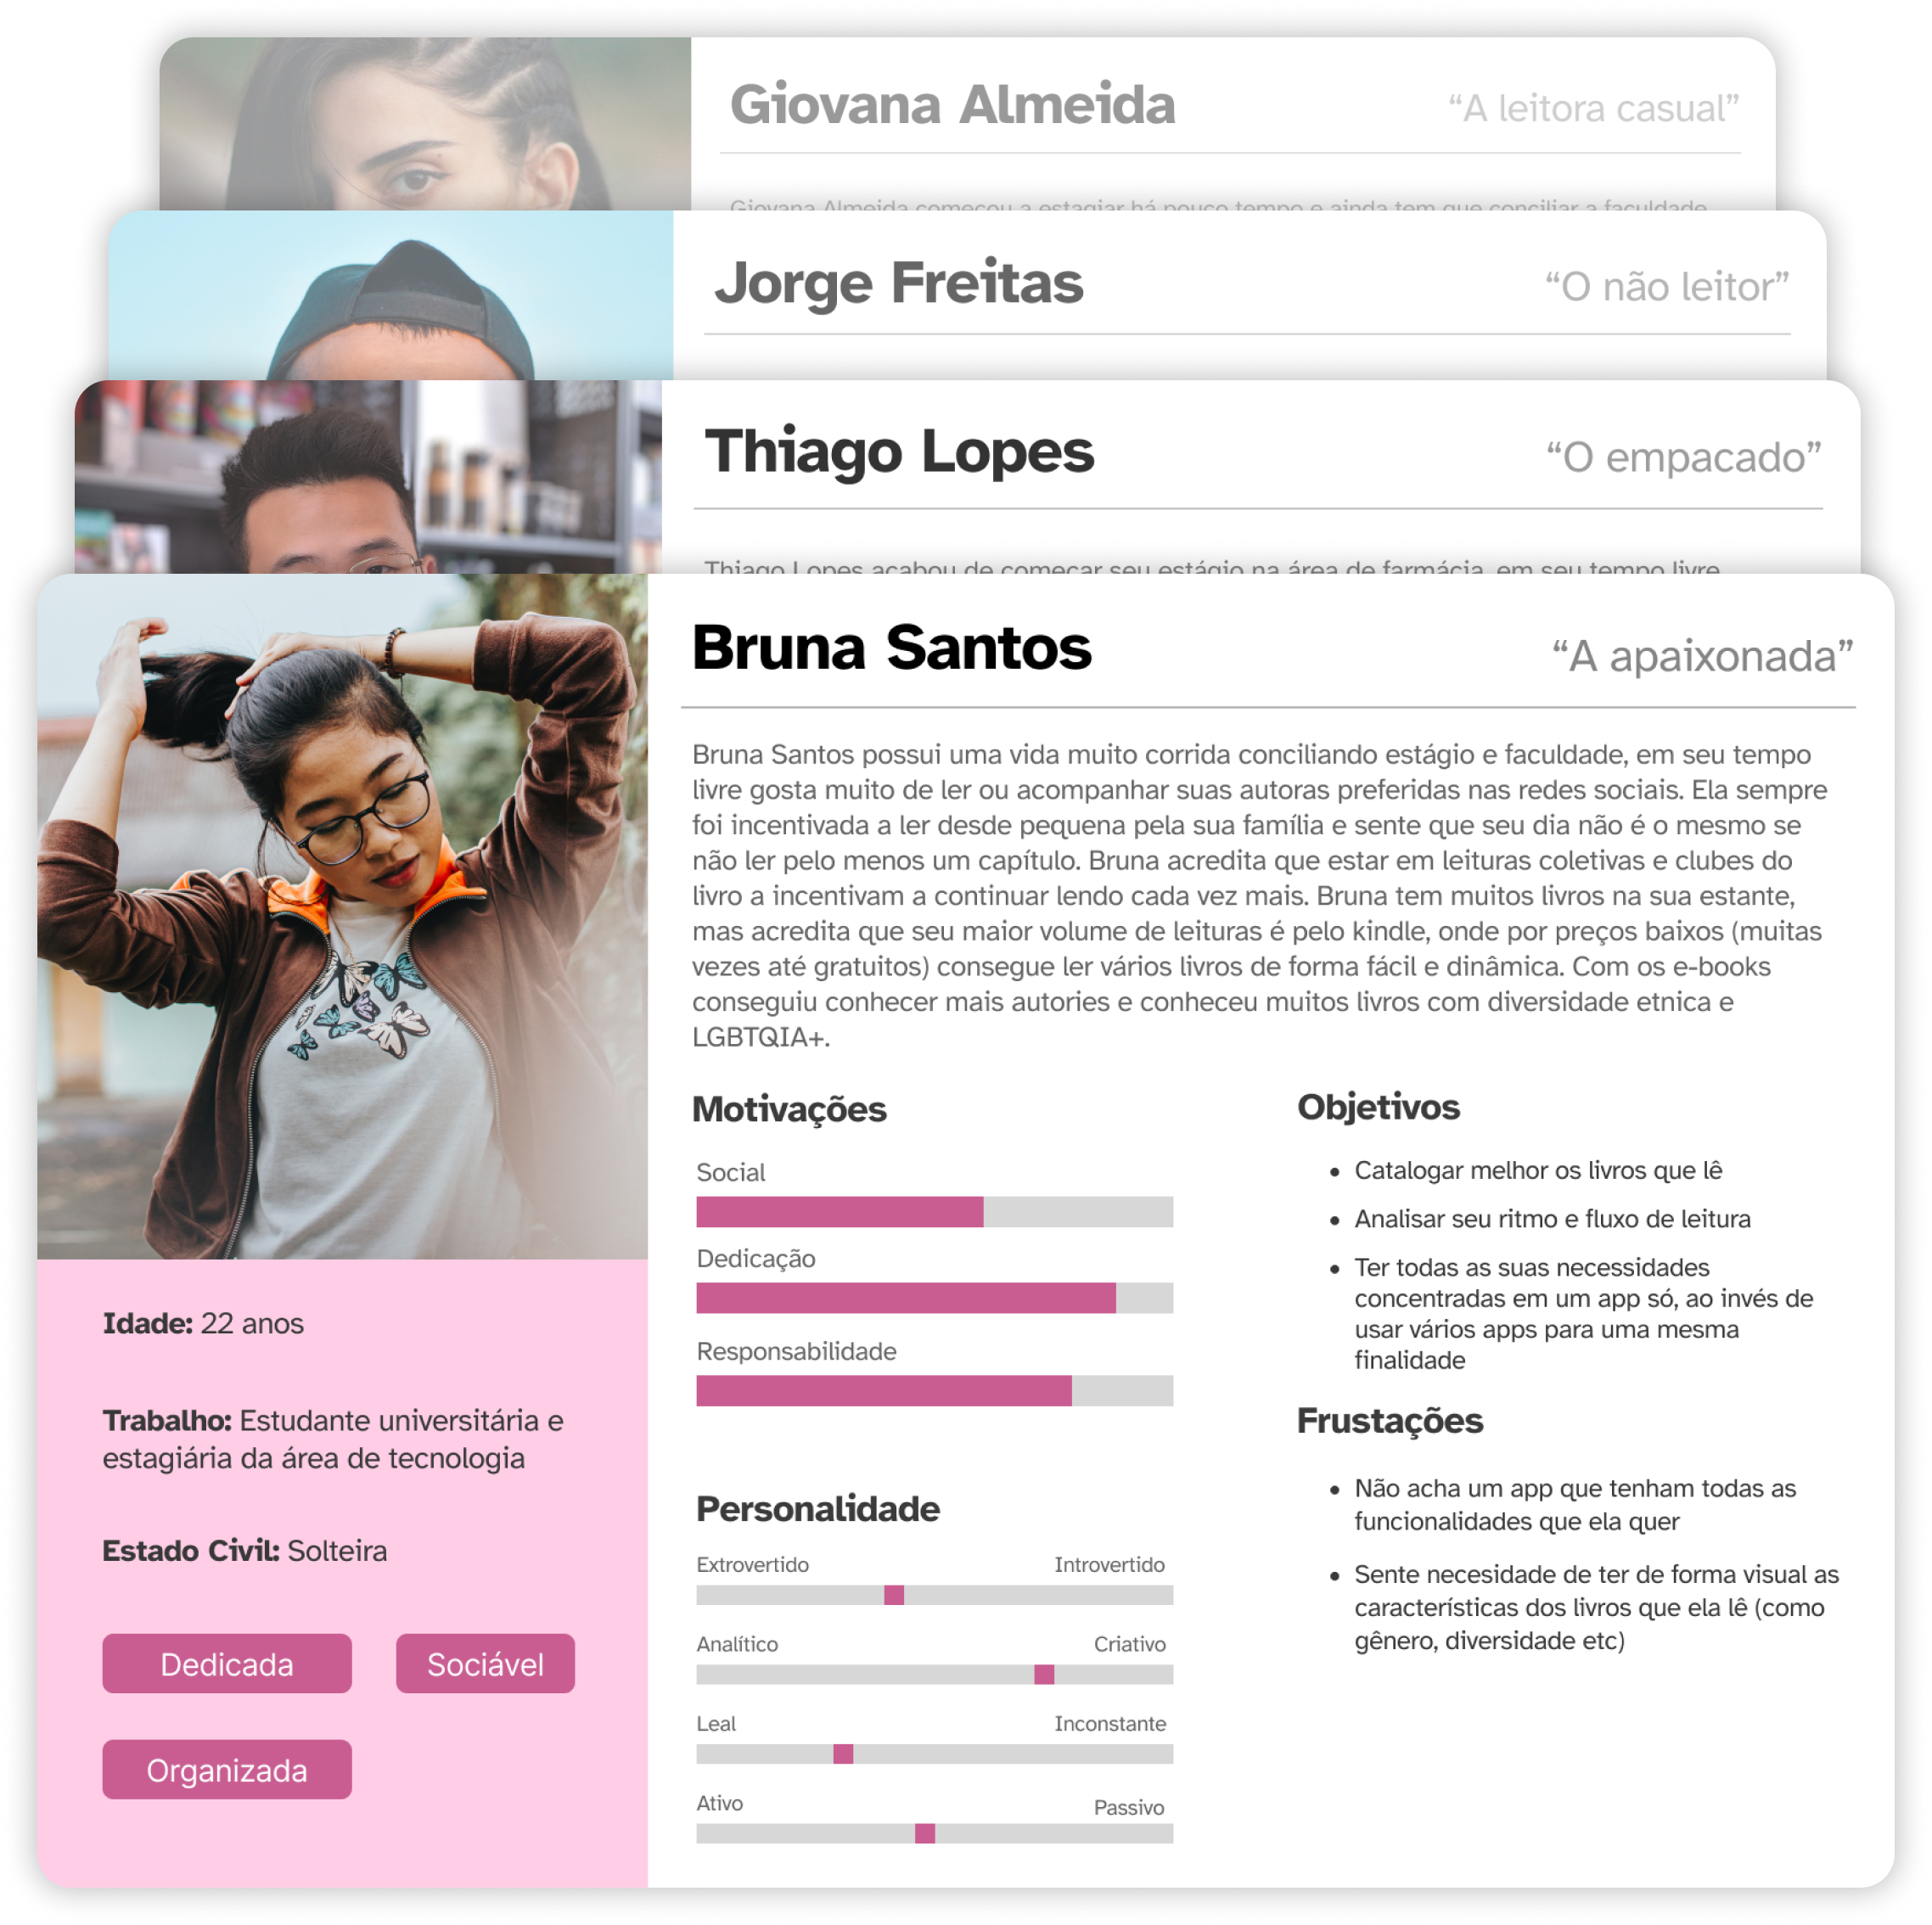 Giovana Almeida
“A leitora casual”
Giovana Almeida começou a estagiar há pouco tempo e ainda tem que conciliar a faculdade
Jorge Freitas
“O não leitor”
Thiago Lopes
“O empacado”
Thiago Lopes acabou de começar seu estágio na área de farmácia, em seu tempo livre
Bruna Santos
“A apaixonada”
Bruna Santos possui uma vida muito corrida conciliando estágio e faculdade, em seu tempo
livre gosta muito de ler ou acompanhar suas autoras preferidas nas redes sociais. Ela sempre
foi incentivada a ler desde pequena pela sua família e sente que seu dia não é o mesmo se
não ler pelo menos um capítulo. Bruna acredita que estar em leituras coletivas e clubes do
livro a incentivam a continuar lendo cada vez mais. Bruna tem muitos livros na sua estante,
mas acredita que seu maior volume de leituras é pelo kindle, onde por preços baixos (muitas
vezes até gratuitos) consegue ler vários livros de forma fácil e dinâmica. Com os e-books
conseguiu conhecer mais autories e conheceu muitos livros com diversidade etnica e
LGBTQIA+.
Motivações
Social
Dedicação
Responsabilidade
Personalidade
Extrovertido
Introvertido
Analítico
Criativo
Leal
Inconstante
Ativo
Passivo
Objetivos
• Catalogar melhor os livros que lê
• Analisar seu ritmo e fluxo de leitura
• Ter todas as suas necessidades
concentradas em um app só, ao invés de
usar vários apps para uma mesma
finalidade
Frustações
• Não acha um app que tenham todas as
funcionalidades que ela quer
• Sente necesidade de ter de forma visual as
características dos livros que ela lê (como
gênero, diversidade etc)
Idade: 22 anos
Trabalho: Estudante universitária e
estagiária da área de tecnologia
Estado Civil: Solteira
Dedicada
Sociável
Organizada